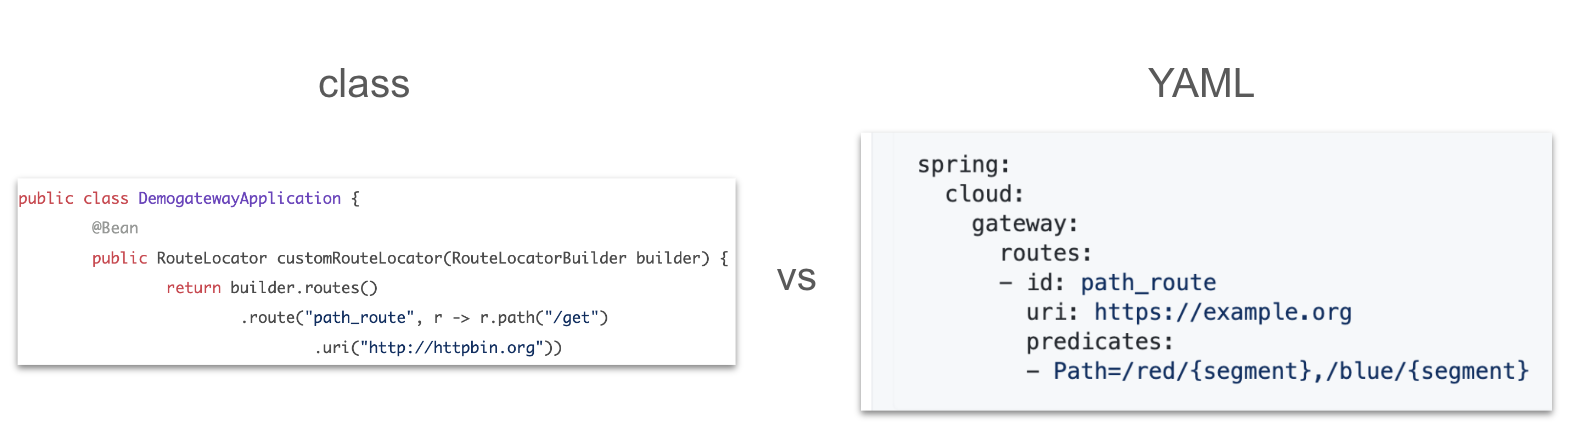 class
public class DemogatewayApplication {
@Bean
public RouteLocator customRouteLocator(RouteLocatorBuilder builder) {
return builder.routes()
.route("path_route", r -> r.path("/get")
.uri("http://httpbin.org"))
vs
YAML
spring:
cloud:
gateway:
routes:
- id: path_route
uri: https://example.org
predicates:
- Path=/red/{segment},/blue/{segment}